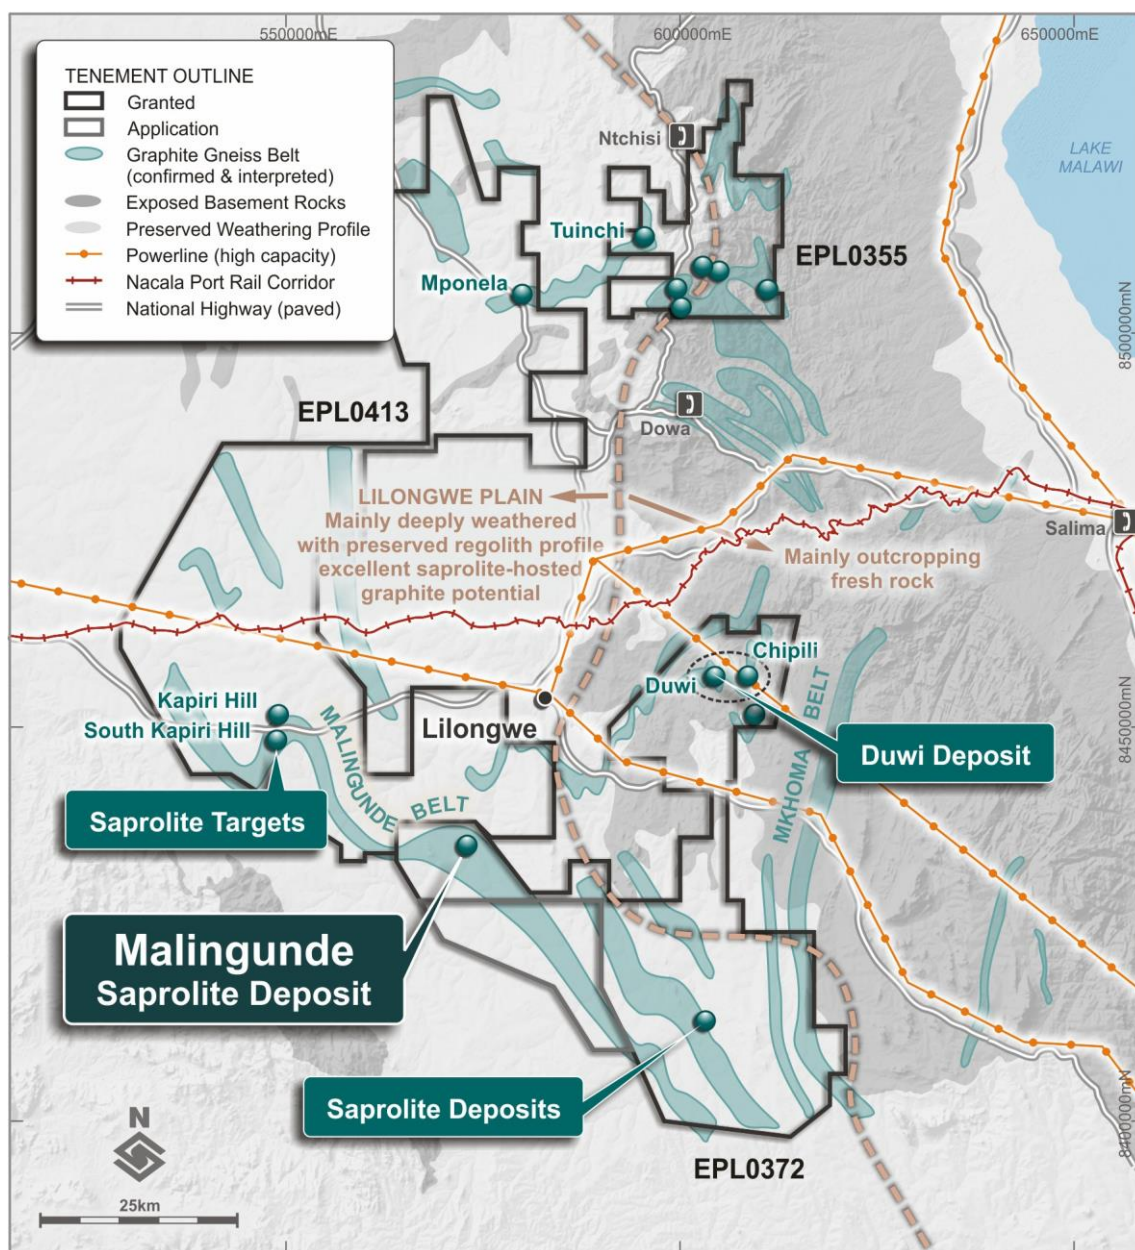 550000mE
600000mE
650000mE
TENEMENT OUTLINE
Granted
Application
Graphite Gneiss Belt
(confirmed & interpreted)
Exposed Basement Rocks
Preserved Weathering Profile
Powerline (high capacity)
Nacala Port Rail Corridor
National Highway (paved)
Ntchisi
LAKE
MALAWI
Tuinchi
EPL0355
Mponela
8500000mN
EPL0413
Dowa
LILONGWE PLAIN
Mainly deeply weathered
with preserved regolith profile
excellent saprolite-hosted
graphite potential
Mainly outcropping
fresh rock
Salima
Chipili
Duwi
Kapiri Hill
South Kapiri Hill
Lilongwe
8450000mN
Duwi Deposit
MALINGUNDE BELT
MKHOMA BELT
Saprolite Targets
Malingunde
Saprolite Deposit
Saprolite Deposits
8400000mN
N
EPL0372
25km